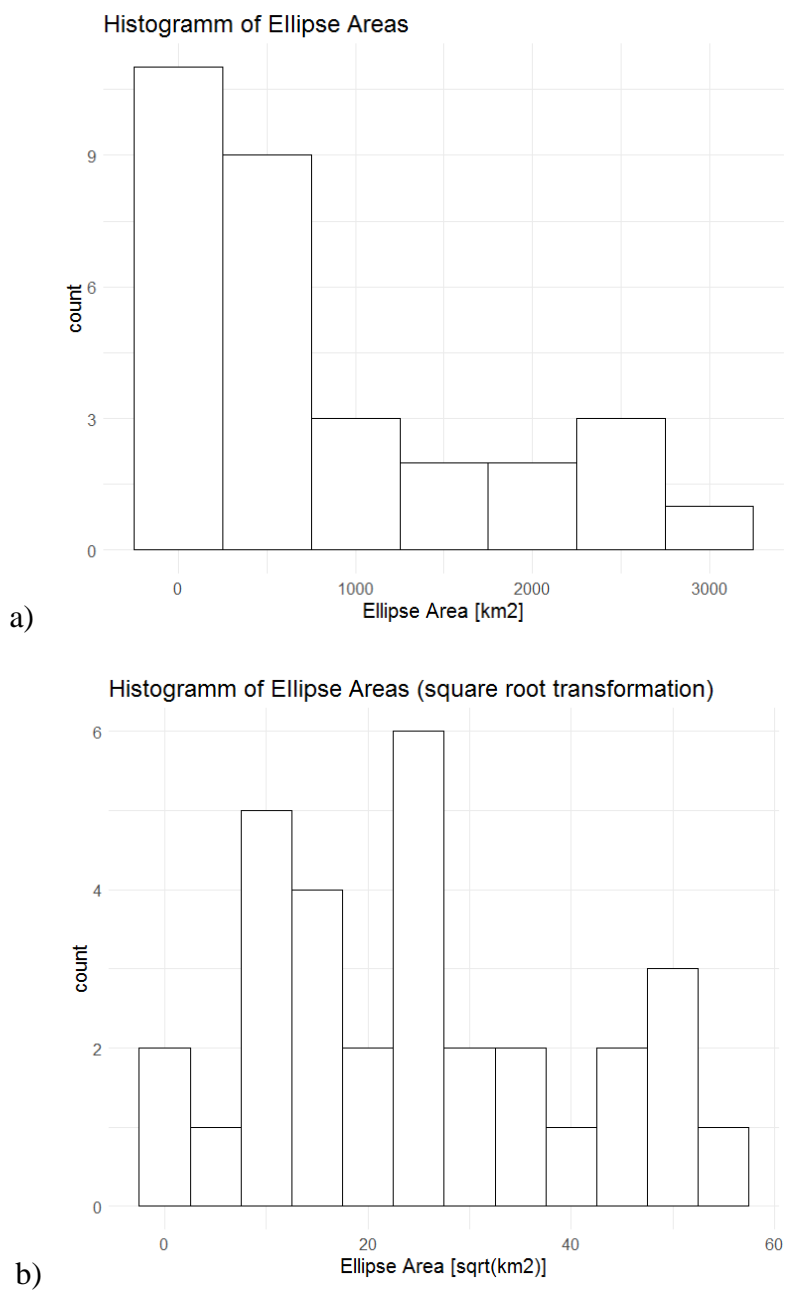 Histogramm of Ellipse Areas
9
6
3
0
count
0 1000 2000 3000
Ellipse Area [km2]
a)
Histogramm of Ellipse Areas (square root transformation)
6
4
2
0
count
0 20 40 60
Ellipse Area [sqrt(km2)]
b)